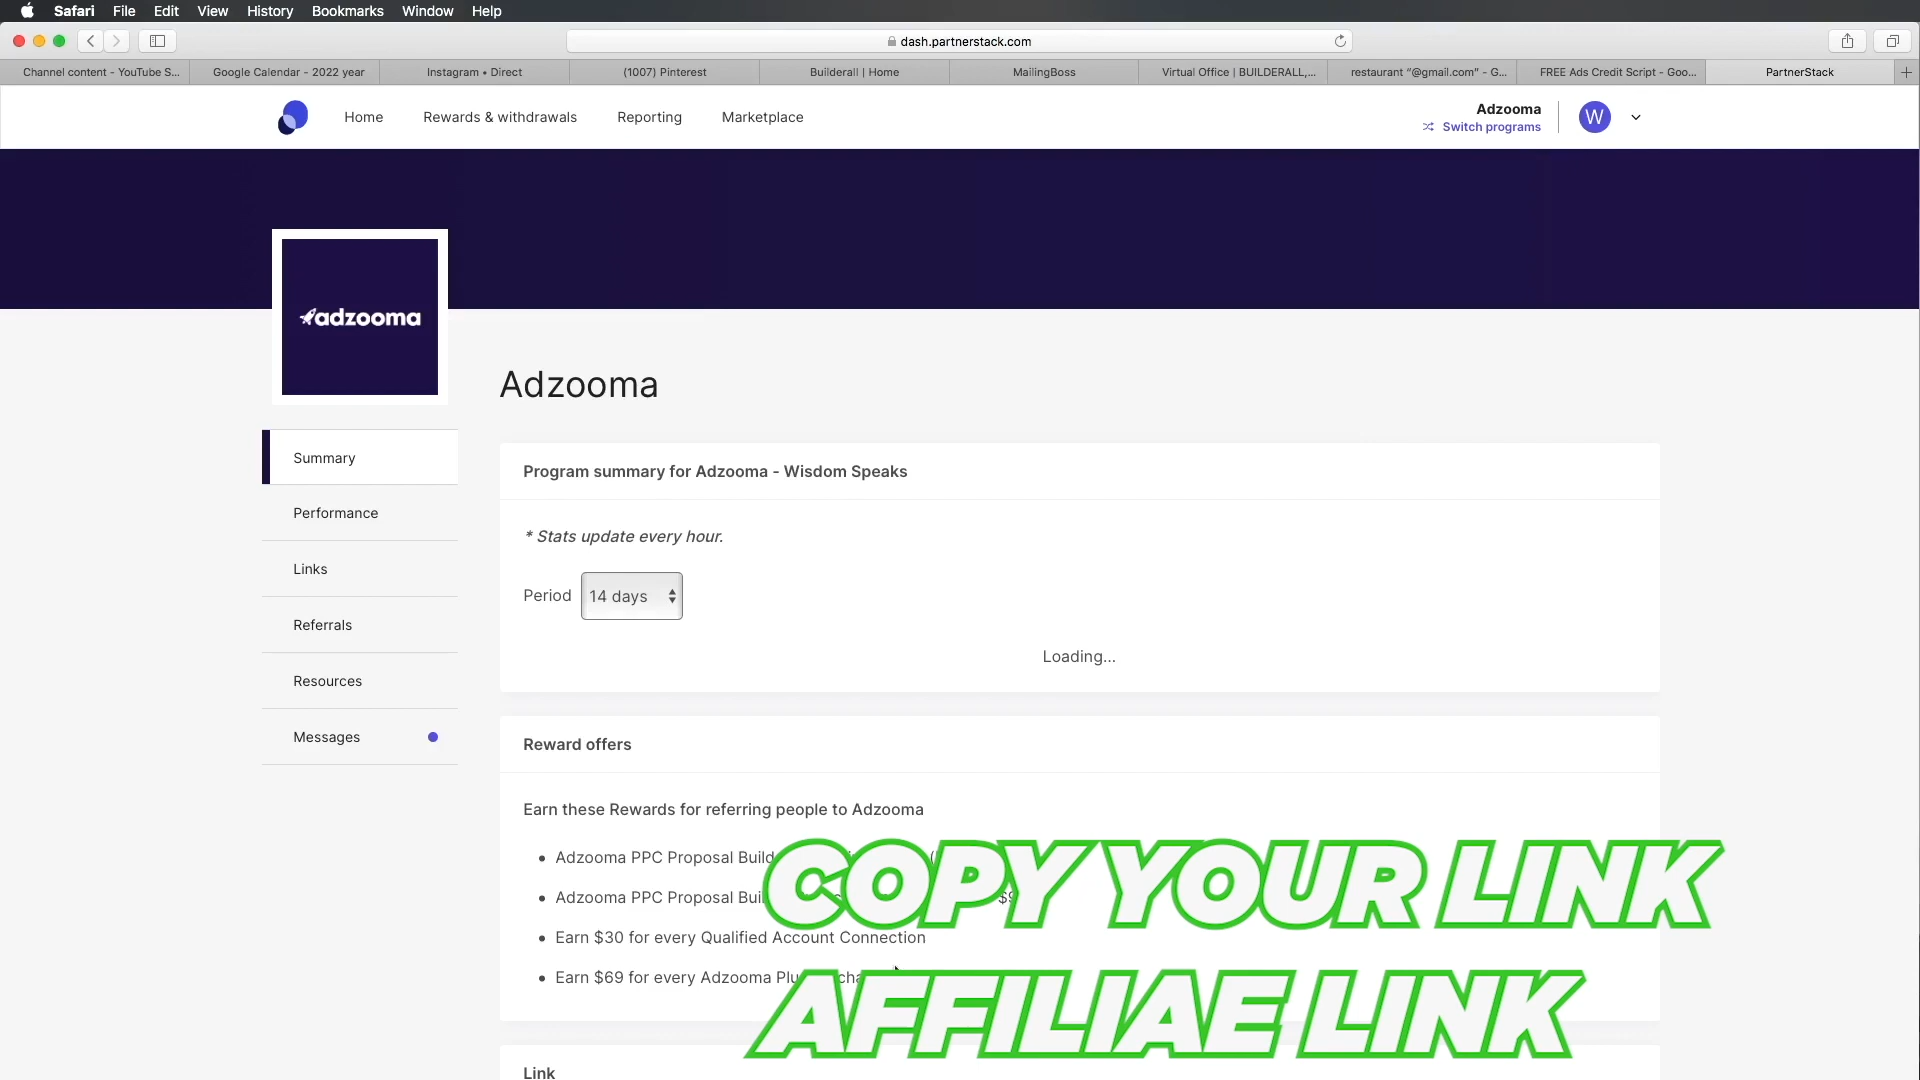 Safari File Edit View History Bookmarks Window Help
dash.partnerstack.com
Channel content - YouTube S... Google Calendar - 2022 year Instagram • Direct (1007) Pinterest Builderall | Home MailingBoss Virtual Office | BUILDERALL,... restaurant “@gmail.com” - G... FREE Ads Credit Script - Goo... PartnerStack
Home Rewards & withdrawals Reporting Marketplace
Adzooma
Switch programs
W
adzooma
Adzooma
Summary
Performance
Links
Referrals
Resources
Messages
Program summary for Adzooma - Wisdom Speaks
* Stats update every hour.
Period 14 days
Loading...
Reward offers
Earn these Rewards for referring people to Adzooma
• Adzooma PPC Proposal
• Adzooma PPC Proposal
• Earn $30 for every Qualified Account Connection
• Earn $69 for every Adzooma
COPY YOUR LINK
AFFILIAE LINK
Link